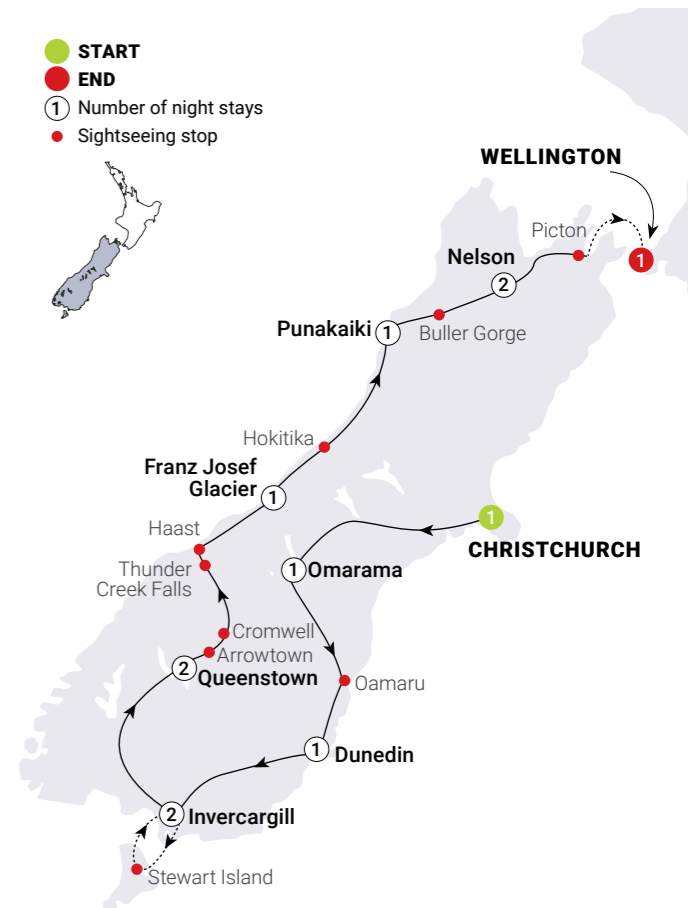 START
END
1 Number of night stays
Sightseeing stop
WELLINGTON
Picton
1
Nelson
2
Punakaiki 1
Buller Gorge
Hokitika
Franz Josef
Glacier
1
1
CHRISTCHURCH
Haast
Thunder
Creek Falls
1 Omarama
Cromwell
Arrowtown
2
Queenstown
Oamaru
1
Dunedin
2 Invercargill
Stewart Island